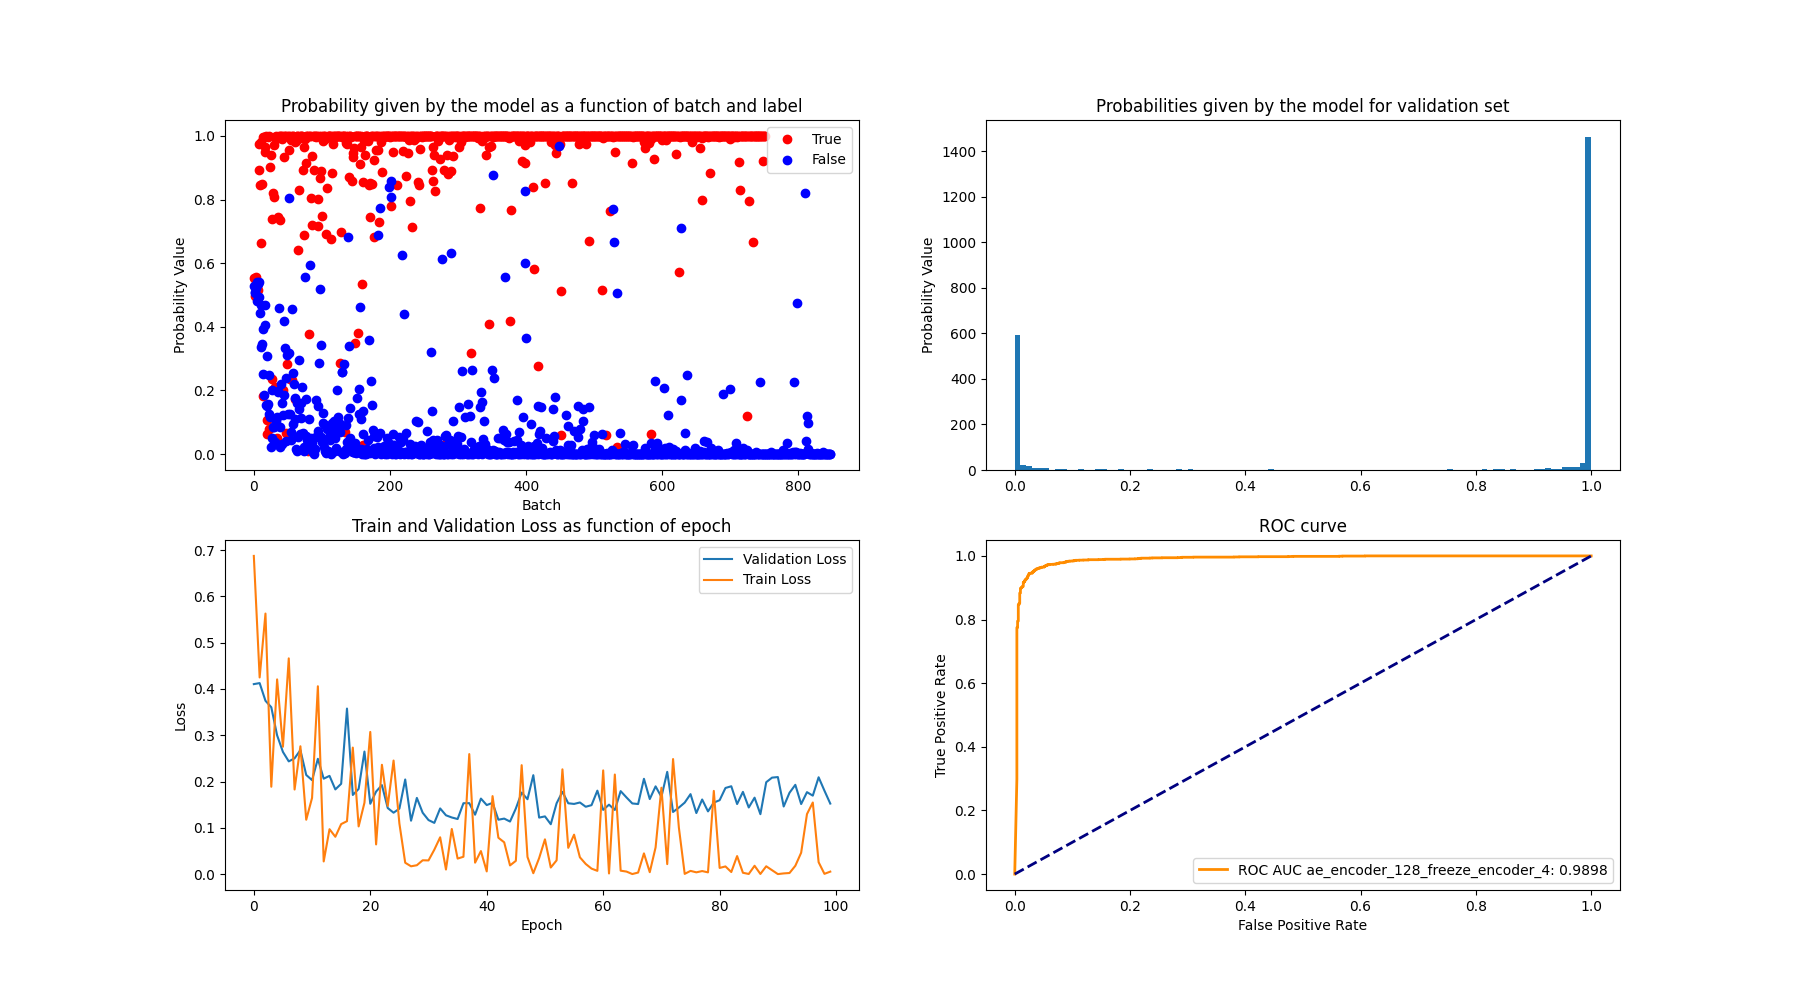 Probability given by the model as a function of batch and label
1.0
0.8
0.6
0.4
0.2
0.0
Probability Value
True
False
0 200 400 600 800
Batch
Probabilities given by the model for validation set
1400
1200
1000
800
600
400
200
0
Probability Value
0.0 0.2 0.4 0.6 0.8 1.0
Train and Validation Loss as function of epoch
0.7
0.6
0.5
0.4
0.3
0.2
0.1
0.0
Loss
Validation Loss
Train Loss
0 20 40 60 80 100
Epoch
ROC curve
1.0
0.8
0.6
0.4
0.2
0.0
True Positive Rate
ROC AUC ae_encoder_128_freeze_encoder_4: 0.9898
0.0 0.2 0.4 0.6 0.8 1.0
False Positive Rate